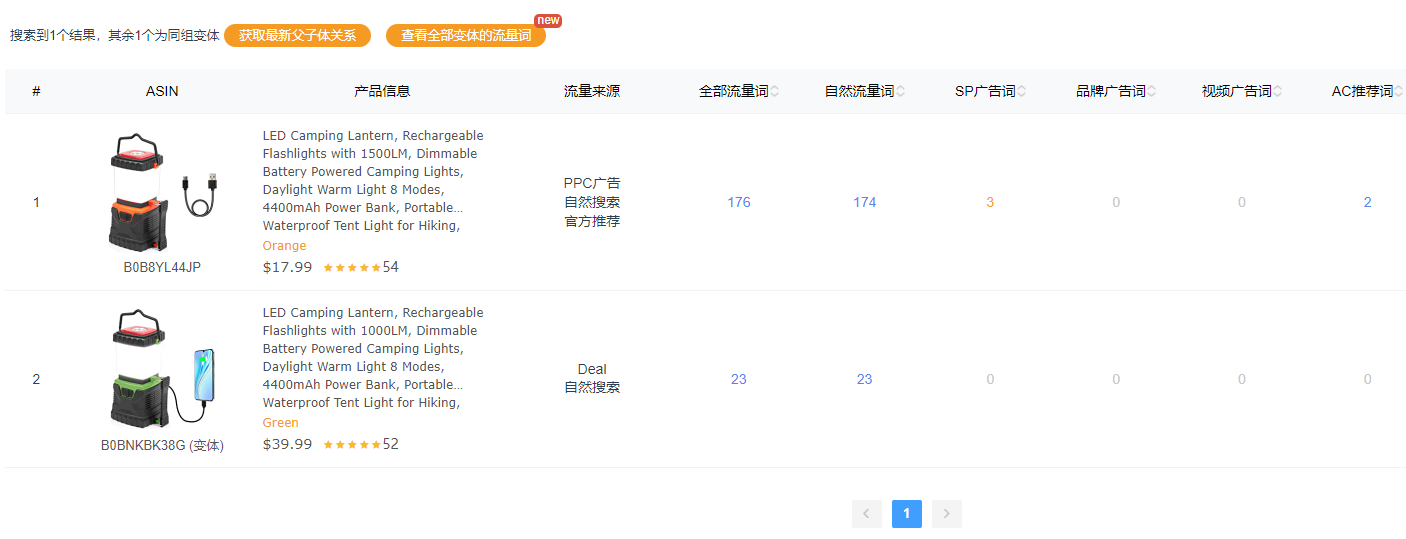 搜索到1个结果，其余1个为同组变体 获取最新父子体关系 查看全部变体的流量词 new
# ASIN 产品信息 流量来源 全部流量词 自然流量词 SP广告词 品牌广告词 视频广告词 AC推荐词
LED Camping Lantern, Rechargeable
Flashlights with 1500LM, Dimmable
Battery Powered Camping Lights,
Daylight Warm Light 8 Modes,
4400mAh Power Bank, Portable...
Waterproof Tent Light for Hiking,
Orange
$17.99 54
1
B0B8YL44JP
PPC广告
自然搜索
官方推荐
176 174 3 0 0 2
LED Camping Lantern, Rechargeable
Flashlights with 1000LM, Dimmable
Battery Powered Camping Lights,
Daylight Warm Light 8 Modes,
4400mAh Power Bank, Portable...
Waterproof Tent Light for Hiking,
Green
$39.99 52
2
B0BNKBK38G (变体)
Deal
自然搜索
23 23 0 0 0 0
1